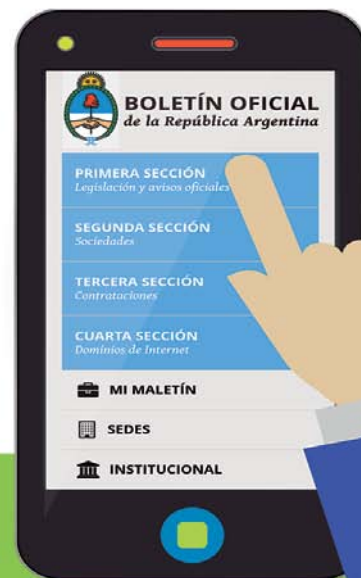 BOLETÍN OFICIAL
de la República Argentina
PRIMERA SECCIÓN
Legislación y avisos oficiales
SEGUNDA SECCIÓN
Sociedades
TERCERA SECCIÓN
Contrataciones
CUARTA SECCIÓN
Dominios de Internet
MI MALETÍN
SEDES
INSTITUCIONAL